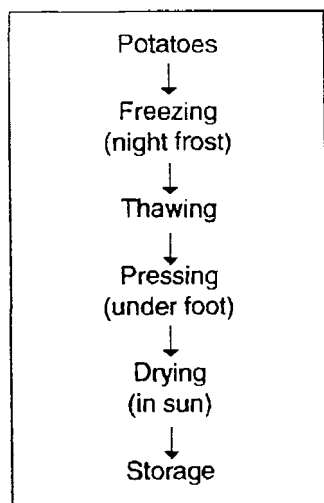 Potatoes
Freezing
(night frost)
Thawing
Pressing
(under foot)
Drying
(in sun)
Storage